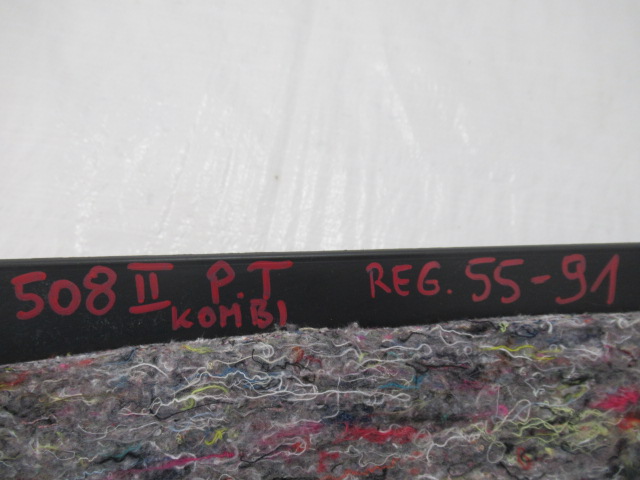 508 II P.T REG. 55-91
KOMBI